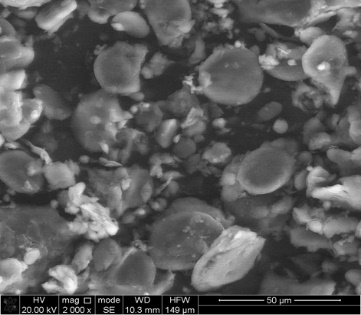 HV mag □ mode WD HFW 50 µm
20.00 kV 2 000 x SE 10.3 mm 149 µm